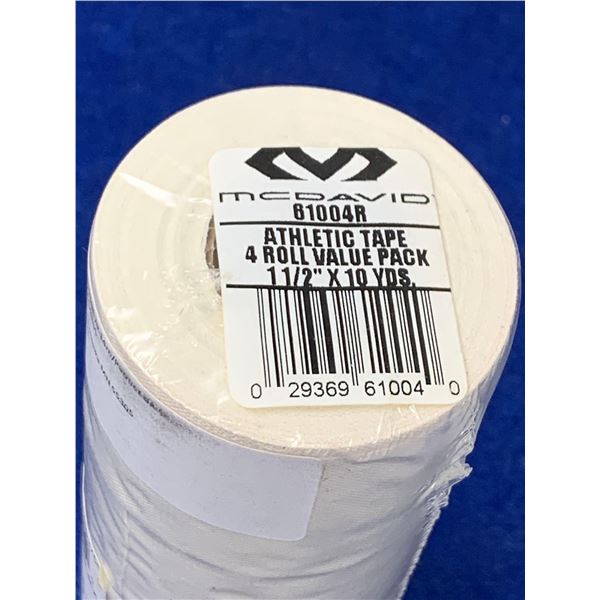 McDAVID
61004R
ATHLETIC TAPE
4 ROLL VALUE PACK
1 1/2" X 10 YDS.
0 29369 61004 0